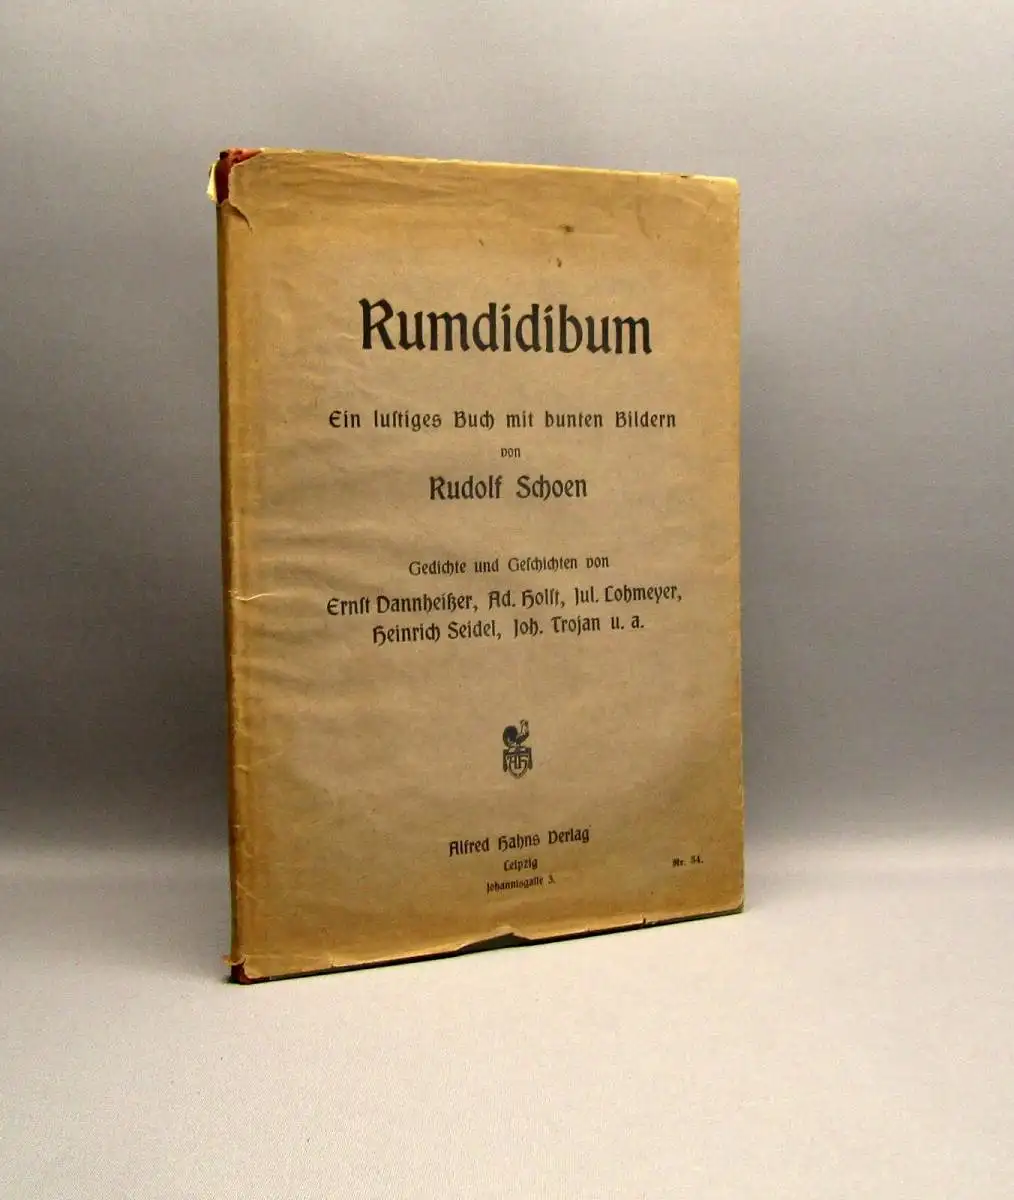 Rumdidibum
Ein luſtiges Buch mit bunten Bildern
von
Rudolf Schoen
Gedichte und Geſchichten von
Ernſt Dannheißer, Ad. Holſt, Jul. Lohmeyer,
Heinrich Seidel, Joh. Trojan u. a.
AH
Alfred Hahns Verlag
Leipzig
Johannisgaſſe 3.
Nr. 54.